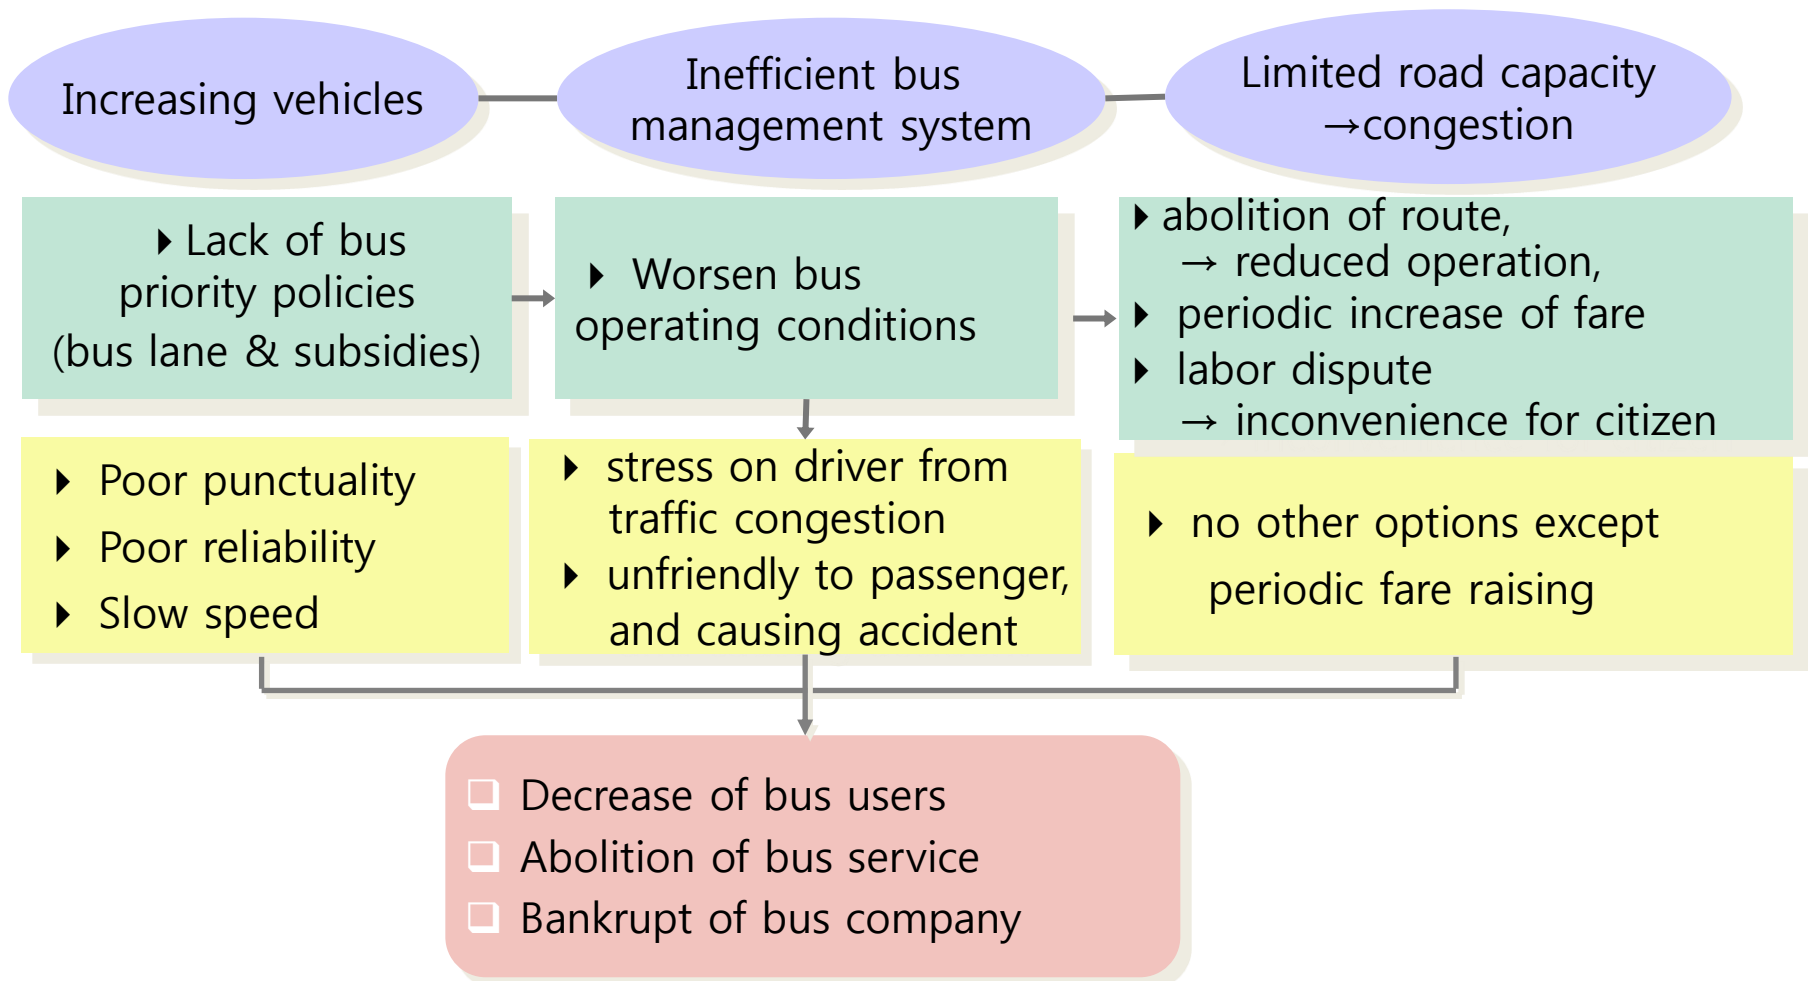 Increasing vehicles
Inefficient bus
management system
Limited road capacity
→congestion
Lack of bus
priority policies
(bus lane & subsidies)
Worsen bus
operating conditions
abolition of route,
→ reduced operation,
periodic increase of fare
labor dispute
→ inconvenience for citizen
Poor punctuality
Poor reliability
Slow speed
stress on driver from
traffic congestion
unfriendly to passenger,
and causing accident
no other options except
periodic fare raising
Decrease of bus users
Abolition of bus service
Bankrupt of bus company